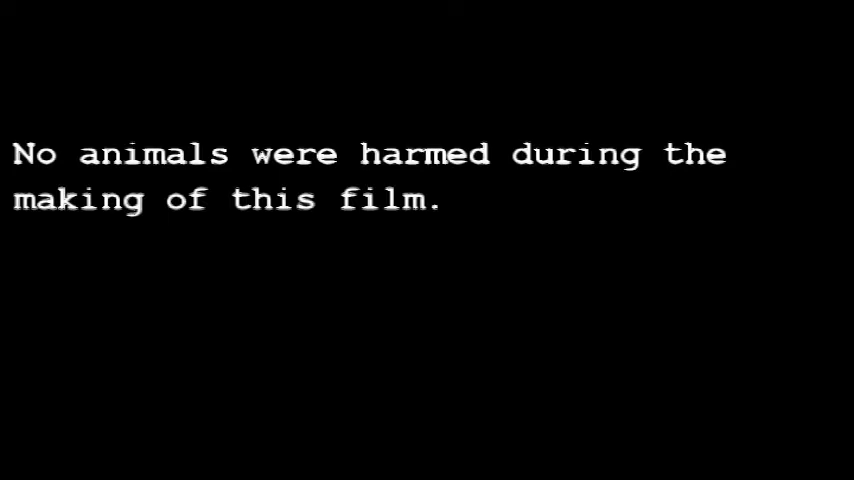 No animals were harmed during the
making of this film.